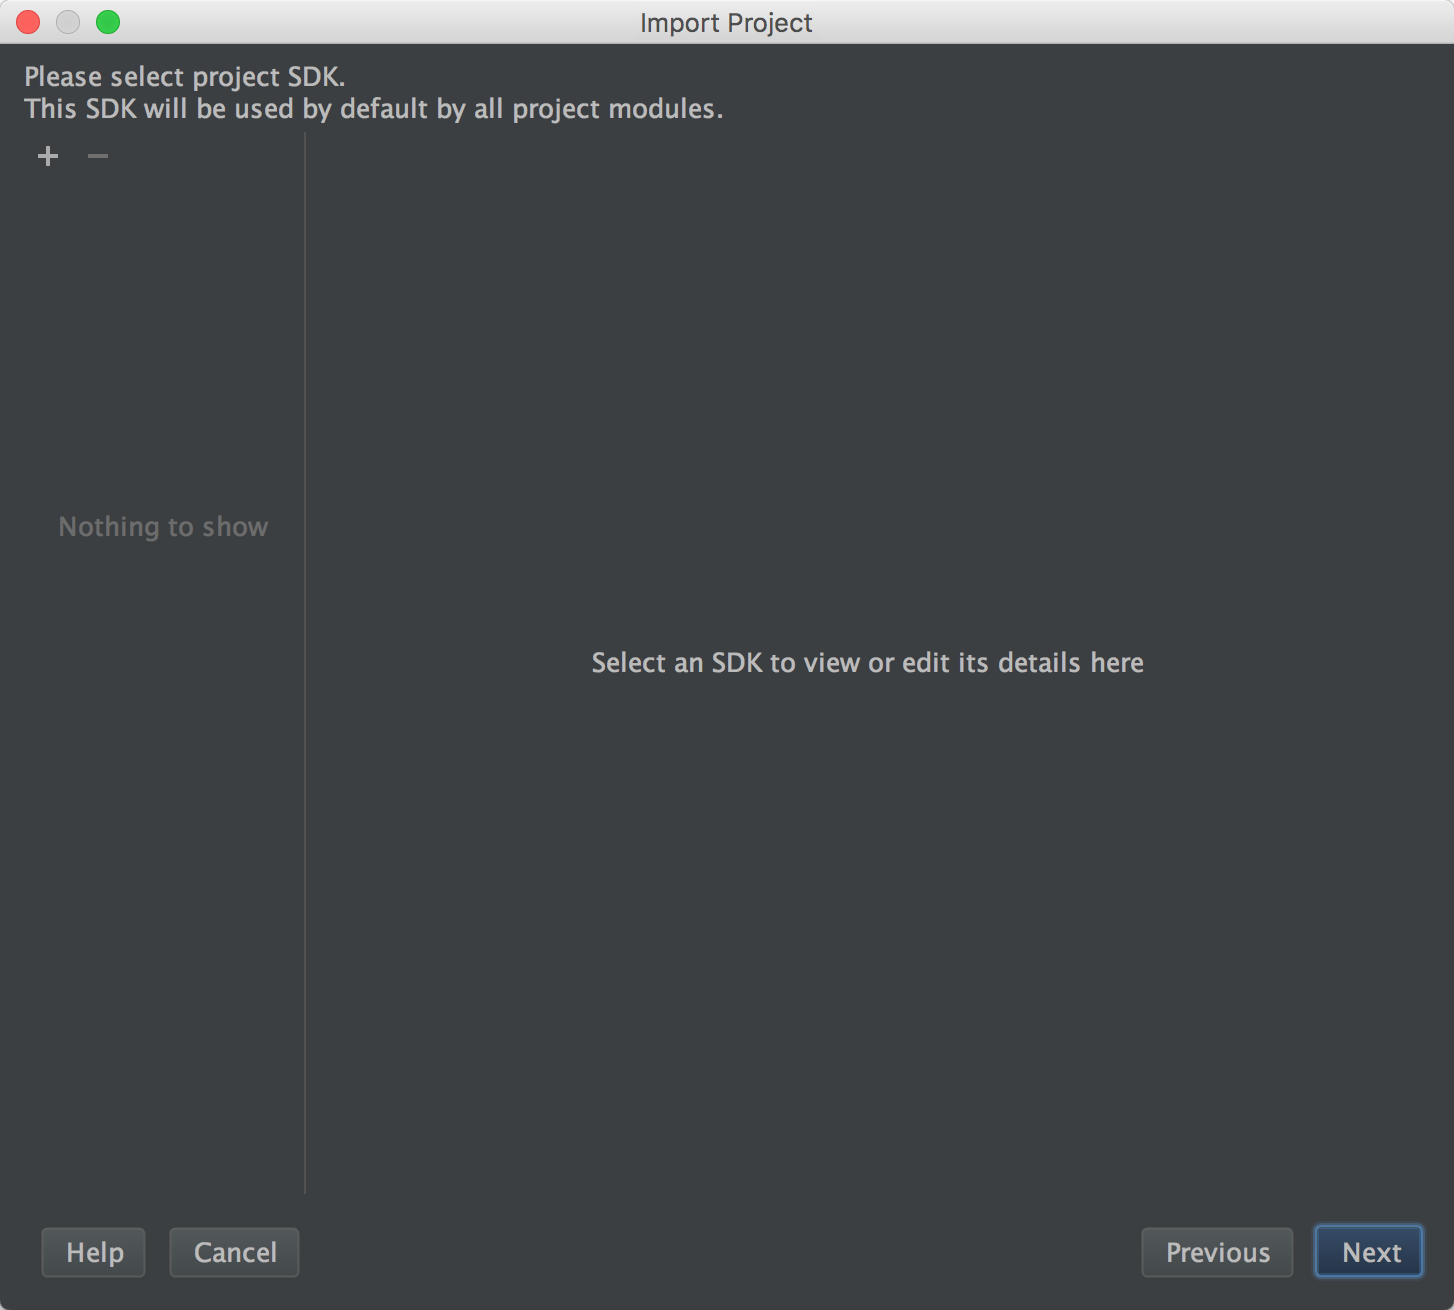 Import Project
Please select project SDK.
This SDK will be used by default by all project modules.
Nothing to show
Select an SDK to view or edit its details here
Help
Cancel
Previous
Next